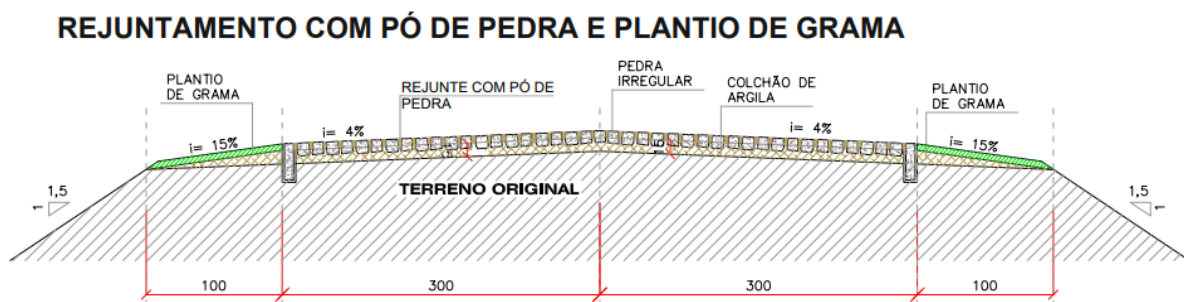 REJUNTAMENTO COM PÓ DE PEDRA E PLANTIO DE GRAMA
PLANTIO
DE GRAMA
REJUNTE COM PÓ DE
PEDRA
PEDRA
IRREGULAR
COLCHÃO DE
ARGILA
PLANTIO
DE GRAMA
i= 15%
i= 4%
i= 4%
i= 15%
15
TERRENO ORIGINAL
1,5
1
1,5
1
100
300
300
100